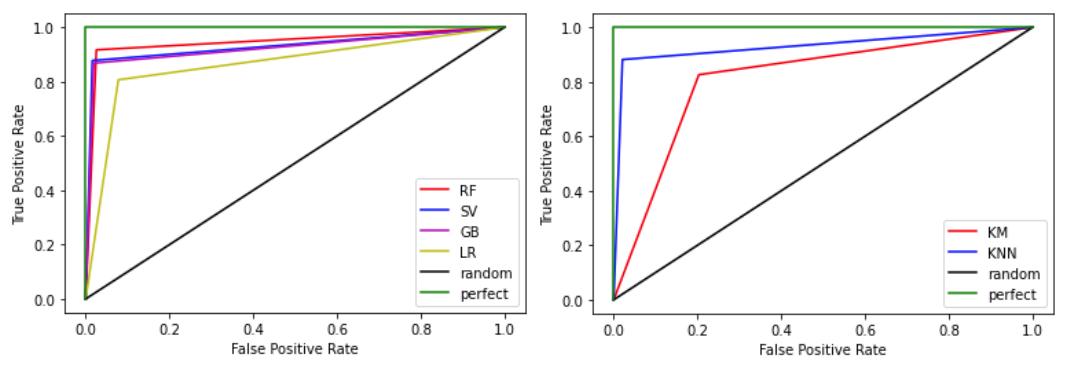 1.0
0.8
0.6
0.4
0.2
0.0
True Positive Rate
RF
SV
GB
LR
random
perfect
0.0 0.2 0.4 0.6 0.8 1.0
False Positive Rate
1.0
0.8
0.6
0.4
0.2
0.0
True Positive Rate
KM
KNN
random
perfect
0.0 0.2 0.4 0.6 0.8 1.0
False Positive Rate